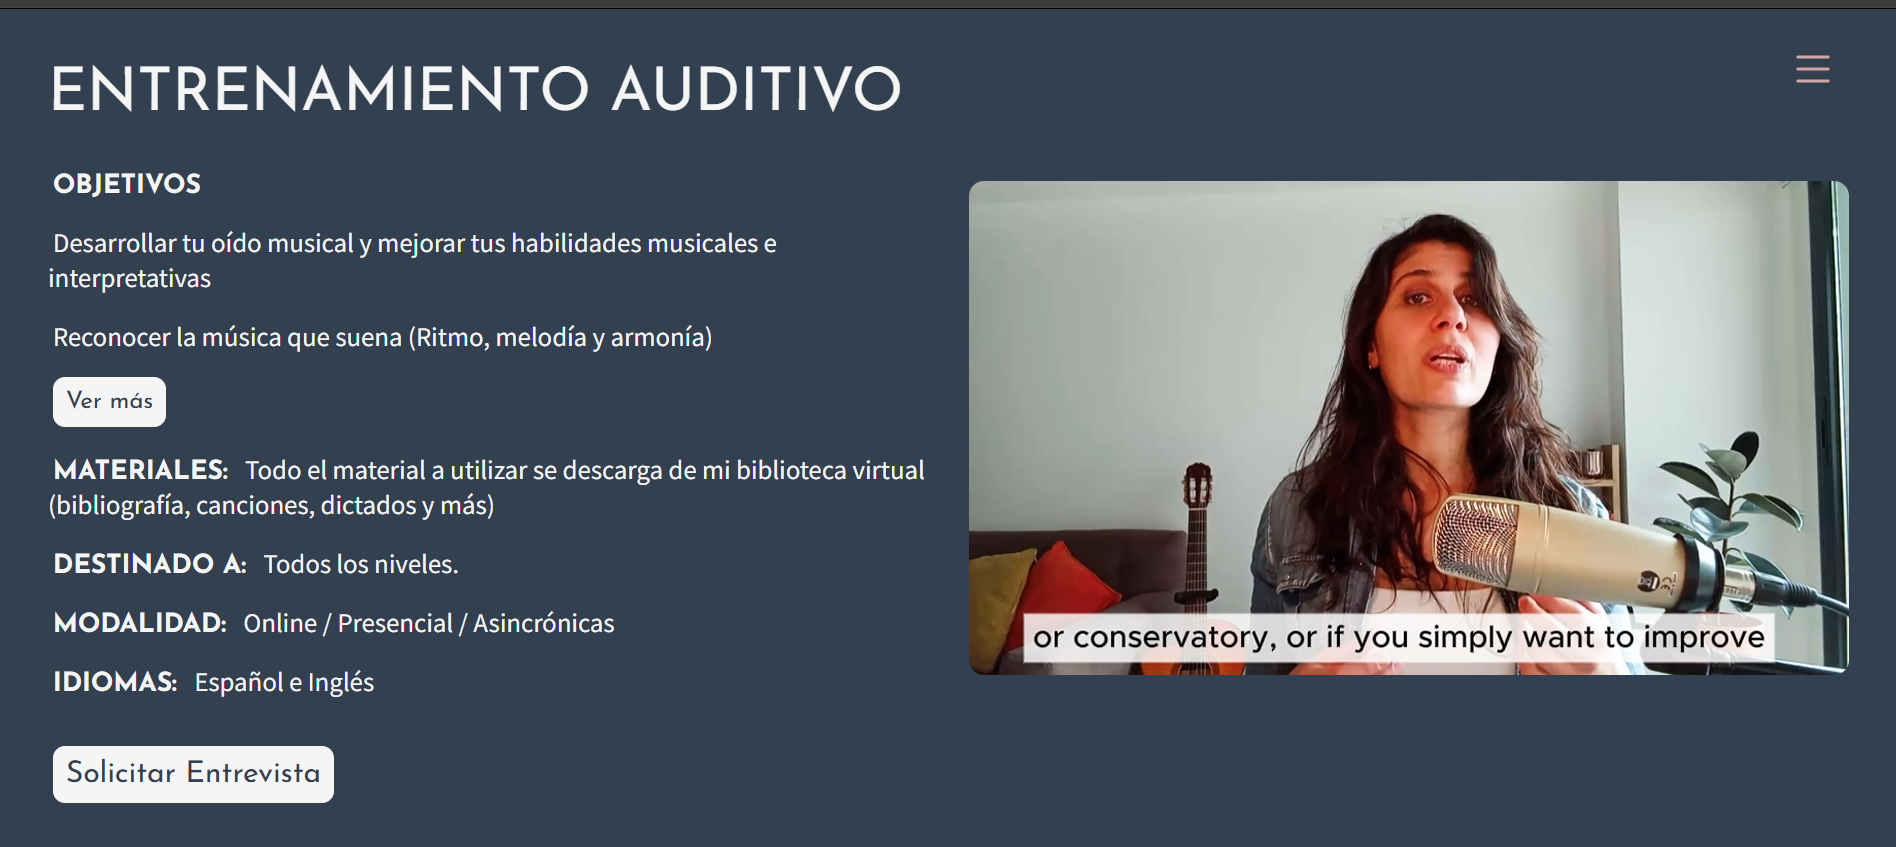 ENTRENAMIENTO AUDITIVO
OBJETIVOS
Desarrollar tu oído musical y mejorar tus habilidades musicales e
interpretativas
Reconocer la música que suena (Ritmo, melodía y armonía)
Ver más
MATERIALES: Todo el material a utilizar se descarga de mi biblioteca virtual
(bibliografía, canciones, dictados y más)
DESTINADO A: Todos los niveles.
MODALIDAD: Online / Presencial / Asincrónicas
IDIOMAS: Español e Inglés
Solicitar Entrevista
or conservatory, or if you simply want to improve